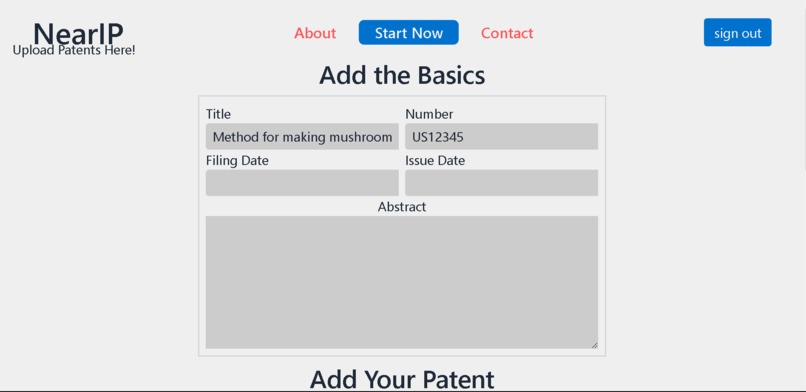 NearIP
Upload Patents Here!
About Start Now Contact
sign out
Add the Basics
Title Number
Method for making mushroom US12345
Filing Date Issue Date
Abstract
Add Your Patent